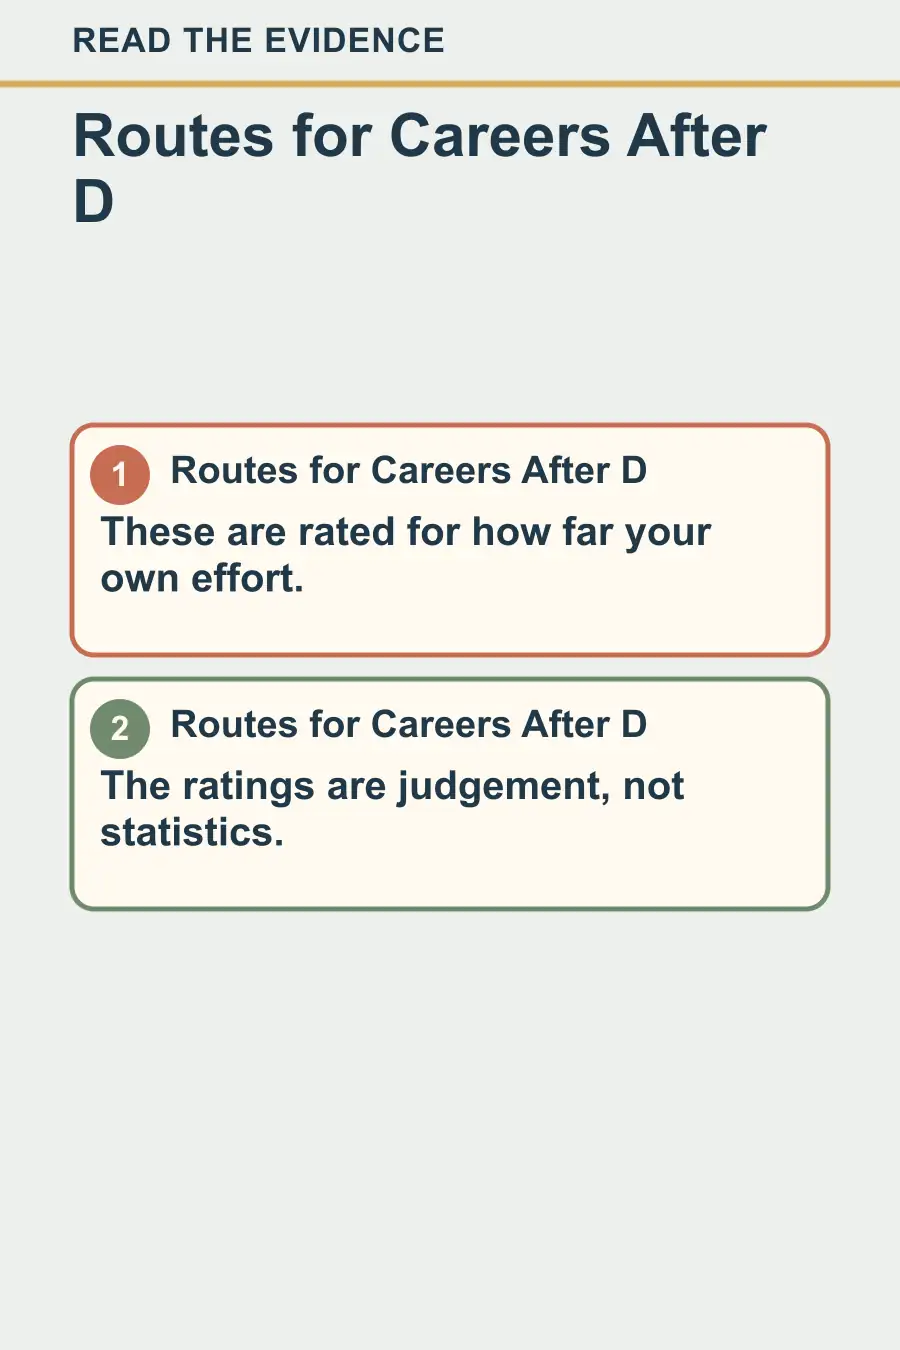 READ THE EVIDENCE
Routes for Careers After
D
1
Routes for Careers After D
These are rated for how far your
own effort.
2
Routes for Careers After D
The ratings are judgement, not
statistics.